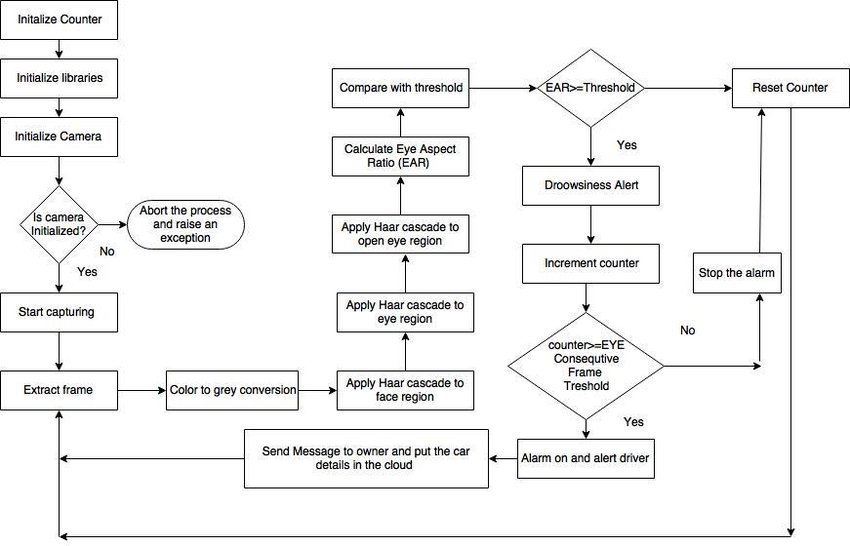 Initalize Counter
Initialize libraries
Initialize Camera
Is camera
Initialized?
No
Yes
Abort the process
and raise an
exception
Start capturing
Extract frame
Color to grey conversion
Apply Haar cascade to
face region
Apply Haar cascade to
eye region
Apply Haar cascade to
open eye region
Calculate Eye Aspect
Ratio (EAR)
Compare with threshold
EAR>=Threshold
Yes
Reset Counter
Droowsiness Alert
Increment counter
counter>=EYE
Consequtive
Frame
Treshold
No
Yes
Stop the alarm
Alarm on and alert driver
Send Message to owner and put the car
details in the cloud